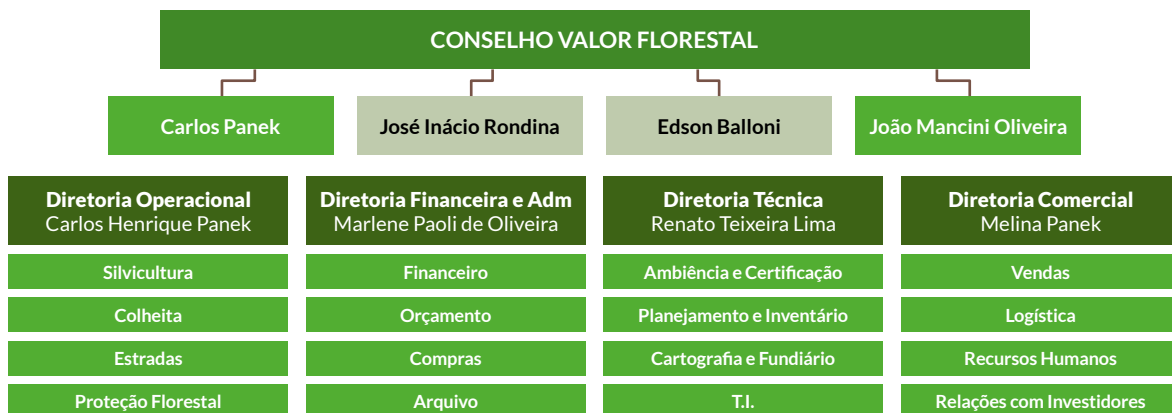 CONSELHO VALOR FLORESTAL
Carlos Panek
José Inácio Rondina
Edson Balloni
João Mancini Oliveira
Diretoria Operacional
Carlos Henrique Panek
Silvicultura
Colheita
Estradas
Proteção Florestal
Diretoria Financeira e Adm
Marlene Paoli de Oliveira
Financeiro
Orçamento
Compras
Arquivo
Diretoria Técnica
Renato Teixeira Lima
Ambiência e Certificação
Planejamento e Inventário
Cartografia e Fundiário
T.I.
Diretoria Comercial
Melina Panek
Vendas
Logística
Recursos Humanos
Relações com Investidores